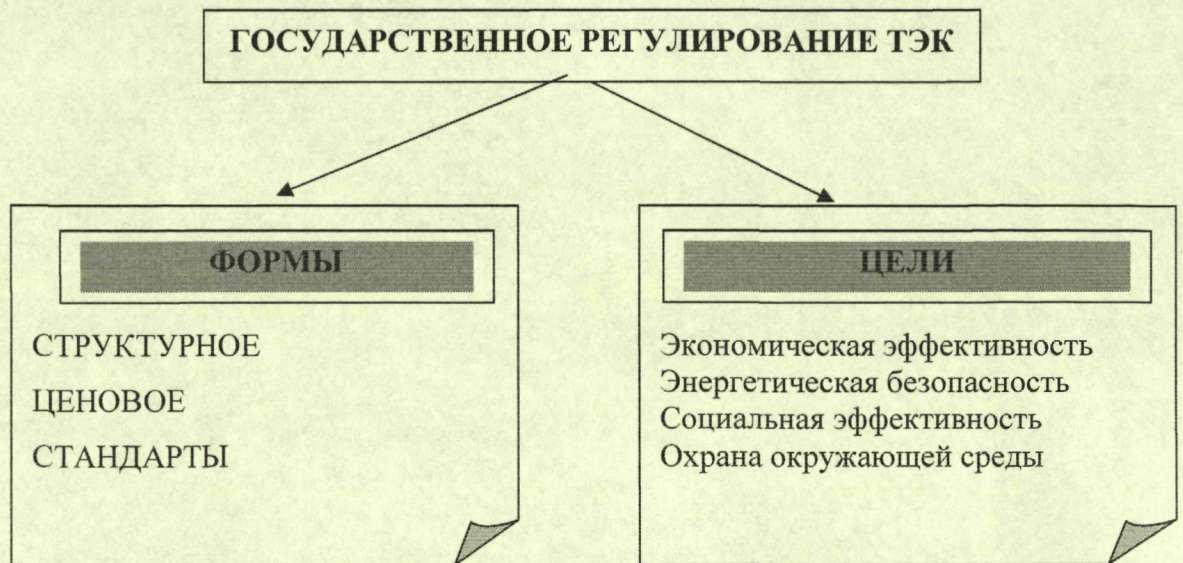 ГОСУДАРСТВЕННОЕ РЕГУЛИРОВАНИЕ ТЭК
ФОРМЫ
СТРУКТУРНОЕ
ЦЕНОВОЕ
СТАНДАРТЫ
ЦЕЛИ
Экономическая эффективность
Энергетическая безопасность
Социальная эффективность
Охрана окружающей среды